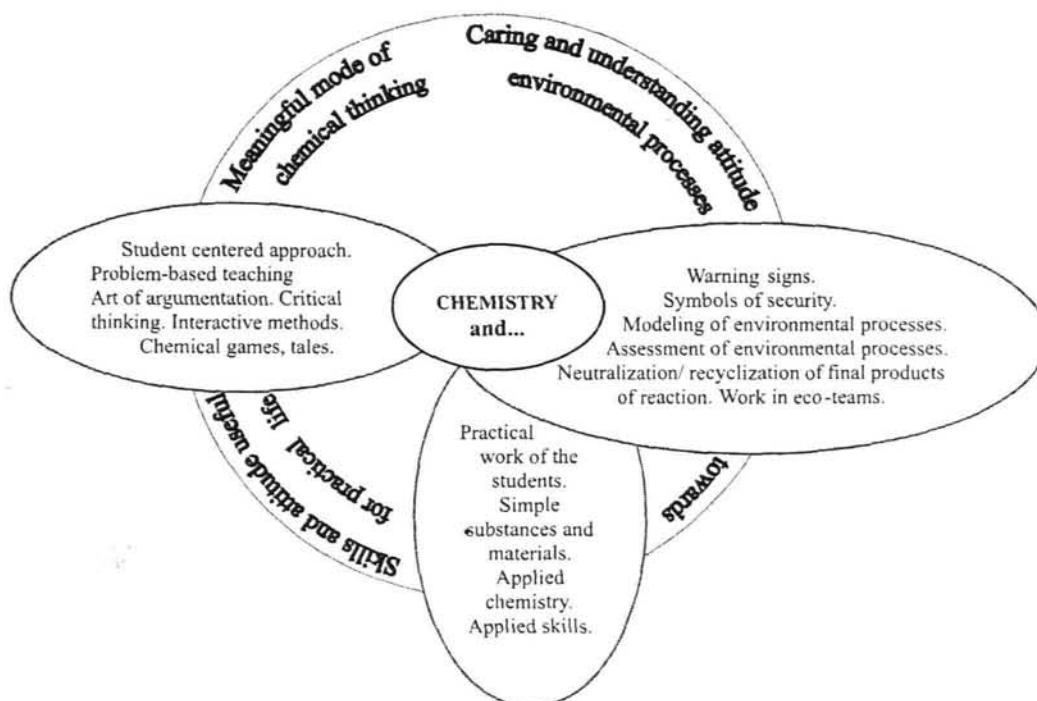 Meaningful mode of
chemical thinking
Caring and understanding attitude
environmental processes
towards
Student centered approach.
Problem-based teaching
Art of argumentation. Critical
thinking. Interactive methods.
Chemical games, tales.
CHEMISTRY
and...
Warning signs.
Symbols of security.
Modeling of environmental processes.
Assessment of environmental processes.
Neutralization/ recyclization of final products
of reaction. Work in eco-teams.
Practical
work of the
students.
Simple
substances and
materials.
Applied
chemistry.
Applied skills.
Skills and attitude useful
for practical life